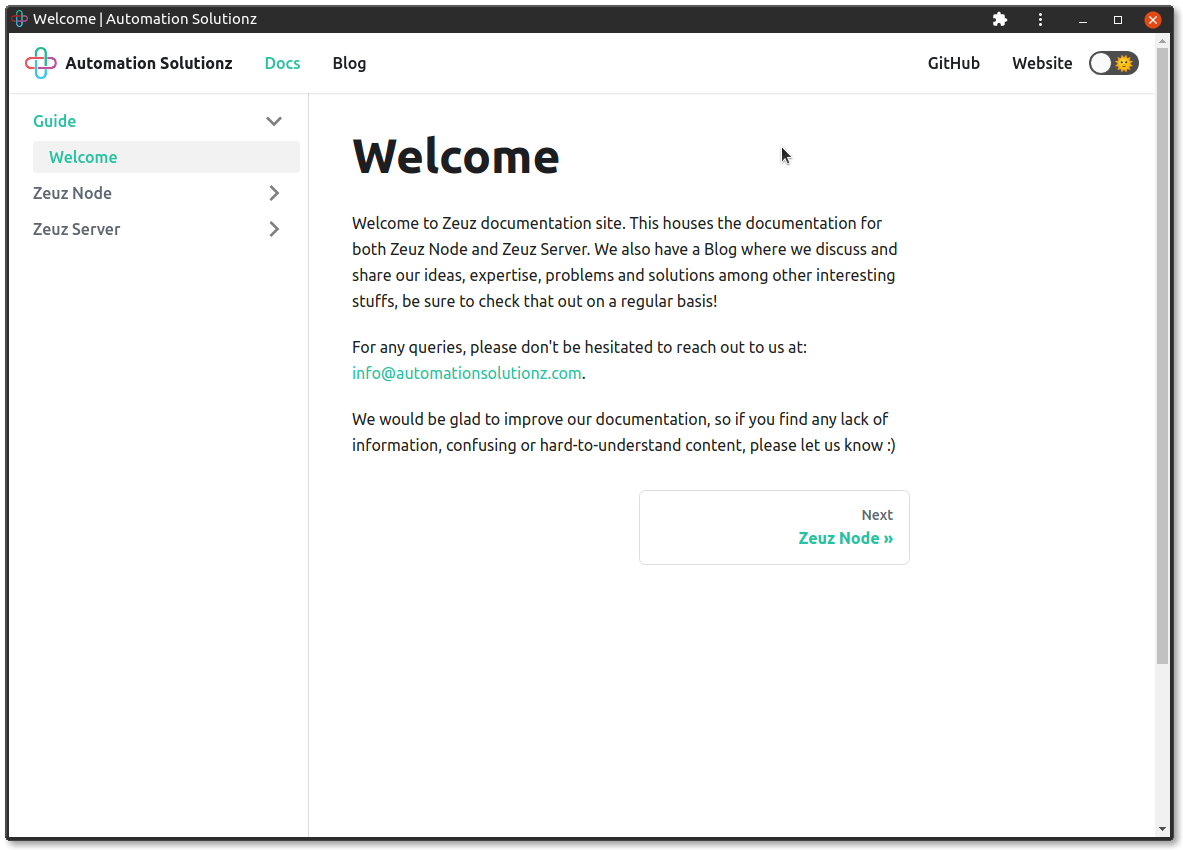 Welcome | Automation Solutionz
Automation Solutionz Docs Blog GitHub Website
Guide
Welcome
Zeuz Node
Zeuz Server
Welcome
Welcome to Zeuz documentation site. This houses the documentation for
both Zeuz Node and Zeuz Server. We also have a Blog where we discuss and
share our ideas, expertise, problems and solutions among other interesting
stuffs, be sure to check that out on a regular basis!
For any queries, please don't be hesitated to reach out to us at:
info@automationsolutionz.com.
We would be glad to improve our documentation, so if you find any lack of
information, confusing or hard-to-understand content, please let us know :)
Next
Zeuz Node »